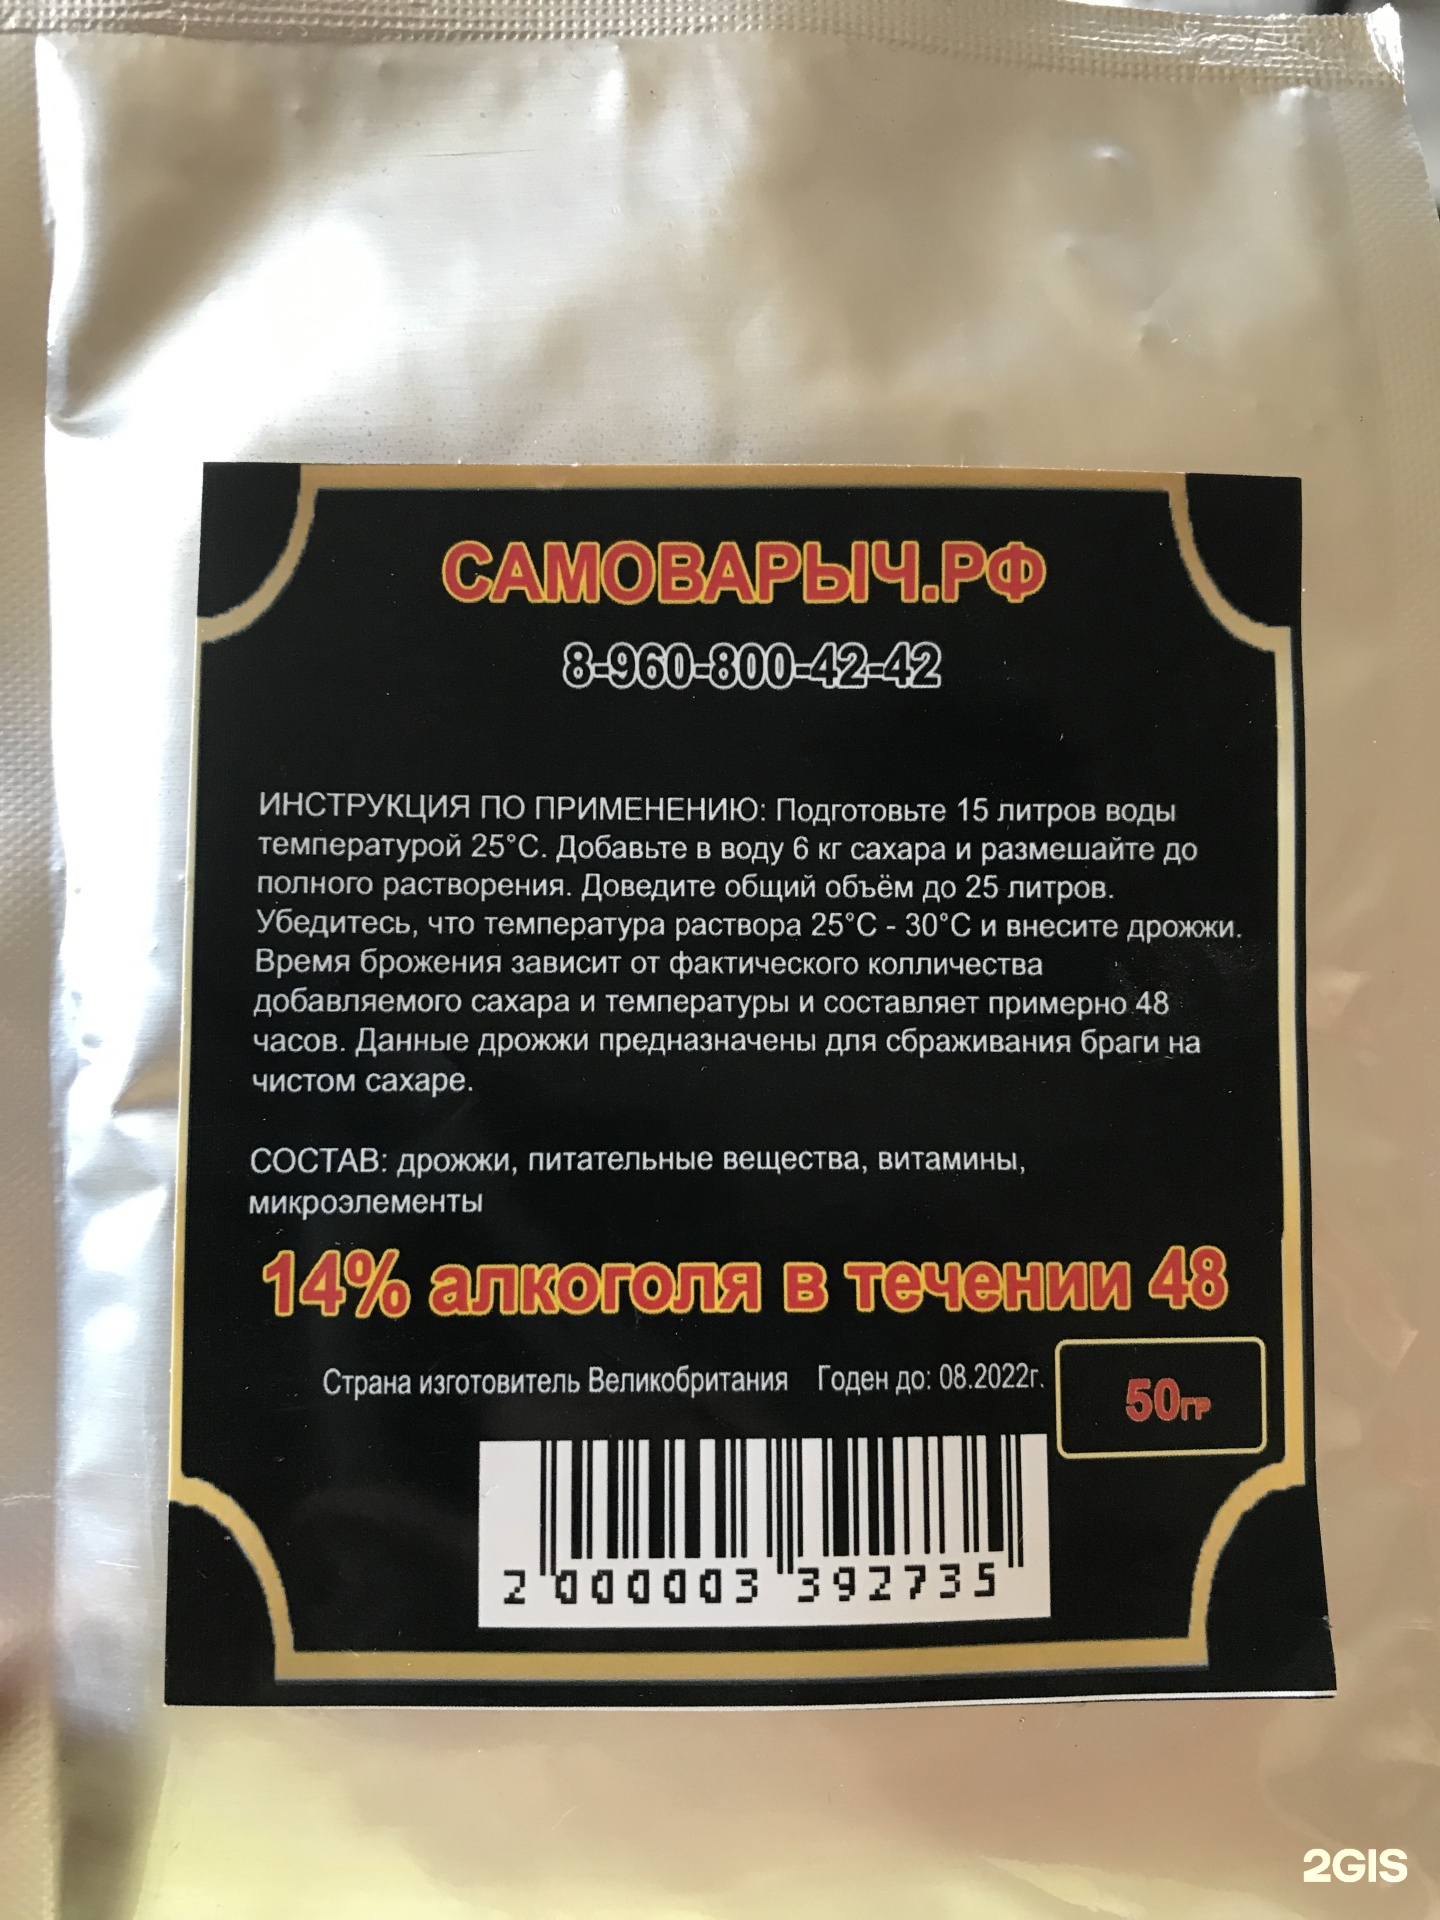 САМОВАРЫЧ.РФ
8-960-800-42-42
ИНСТРУКЦИЯ ПО ПРИМЕНЕНИЮ: Подготовьте 15 литров воды
температурой 25°С. Добавьте в воду 6 кг сахара и размешайте до
полного растворения. Доведите общий объём до 25 литров.
Убедитесь, что температура раствора 25°С - 30°С и внесите дрожжи.
Время брожения зависит от фактического колличества
добавляемого сахара и температуры и составляет примерно 48
часов. Данные дрожжи предназначены для сбраживания браги на
чистом сахаре.
СОСТАВ: дрожжи, питательные вещества, витамины,
микроэлементы
14% алкоголя в течении 48
Страна изготовитель Великобритания Годен до: 08.2022г.
50гр
2 000003 392735
2GIS